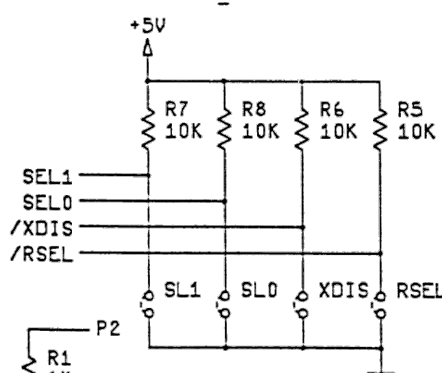 +5V
R7 R8 R6 R5
10K 10K 10K 10K
SEL1
SEL0
/XDIS
/RSEL
SL1 SL0 XDIS RSEL
P2
R1